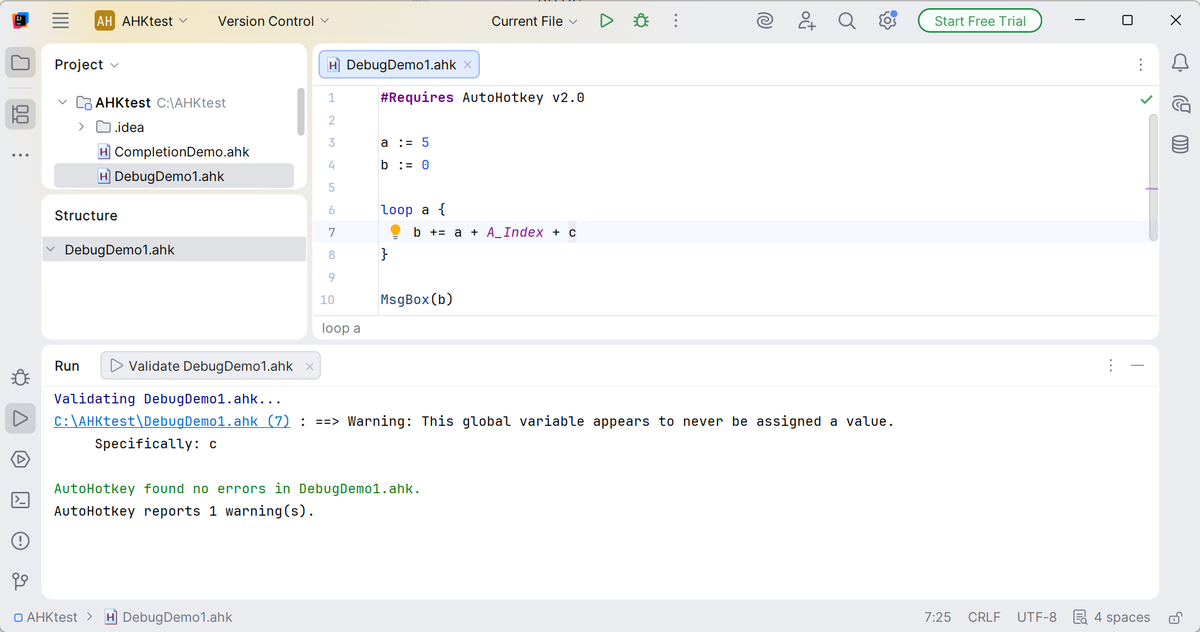 AH AHKtest Version Control Current File Start Free Trial
Project
AHKtest C:\AHKtest
.idea
CompletionDemo.ahk
DebugDemo1.ahk
Structure
DebugDemo1.ahk
DebugDemo1.ahk
1 #Requires AutoHotkey v2.0
2
3 a := 5
4 b := 0
5
6 loop a {
7 b += a + A_Index + c
8 }
9
10 MsgBox(b)
loop a
Run Validate DebugDemo1.ahk
Validating DebugDemo1.ahk...
C:\AHKtest\DebugDemo1.ahk (7) : ==> Warning: This global variable appears to never be assigned a value.
Specifically: c
AutoHotkey found no errors in DebugDemo1.ahk.
AutoHotkey reports 1 warning(s).
AHKtest > DebugDemo1.ahk 7:25 CRLF UTF-8 4 spaces